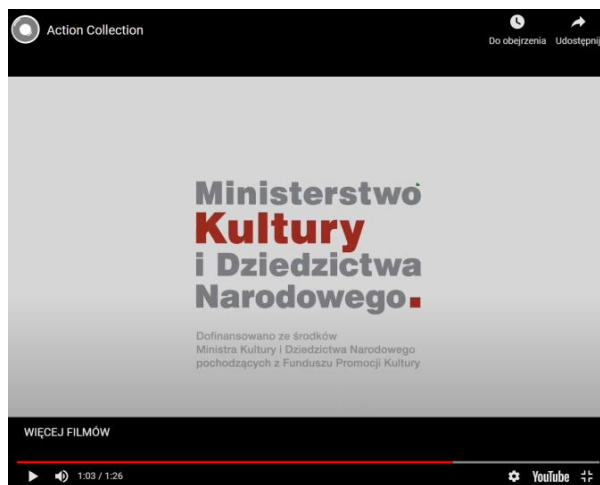 Action Collection
Do obejrzenia Udostępnij
Ministerstwo
Kultury
i Dziedzictwa
Narodowego.
Dofinansowano ze środków
Ministra Kultury i Dziedzictwa Narodowego
pochodzących z Funduszu Promocji Kultury
WIĘCEJ FILMÓW
1:03 / 1:26 YouTube